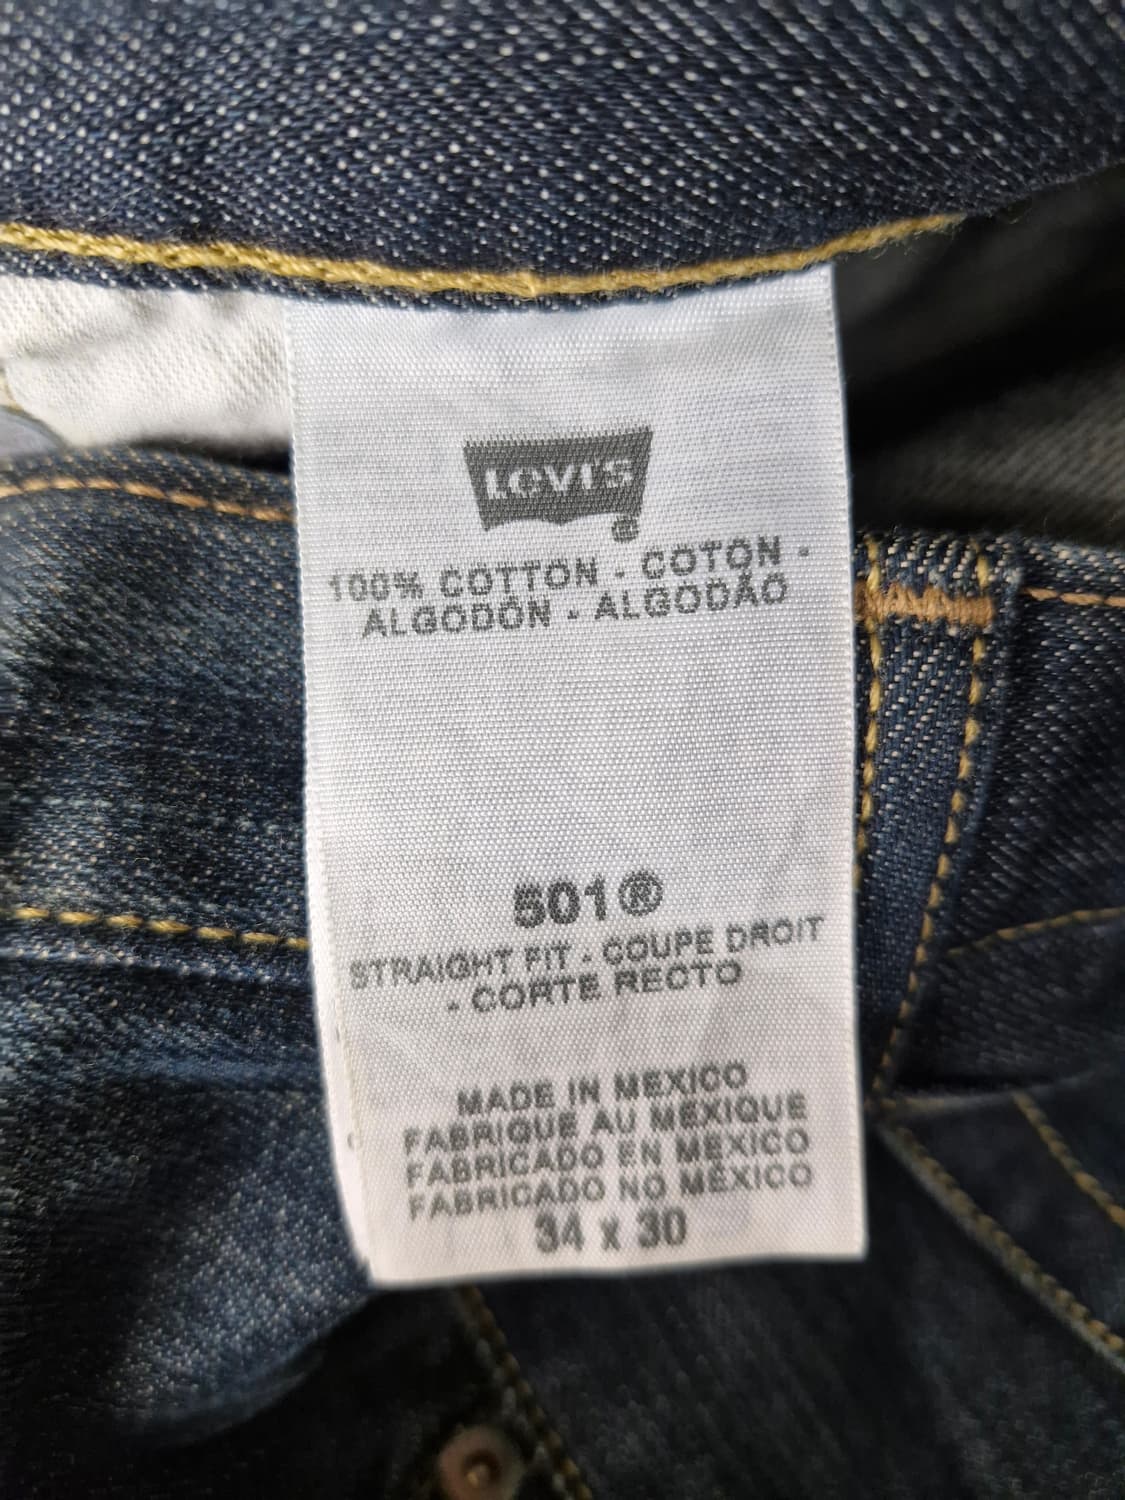 LEVI'S
®
100% COTTON - COTON -
ALGODÓN - ALGODÃO
501®
STRAIGHT FIT - COUPE DROIT
- CORTE RECTO
MADE IN MEXICO
FABRIQUÉ AU MEXIQUE
FABRICADO EN MEXICO
FABRICADO NO MÉXICO
34 x 30